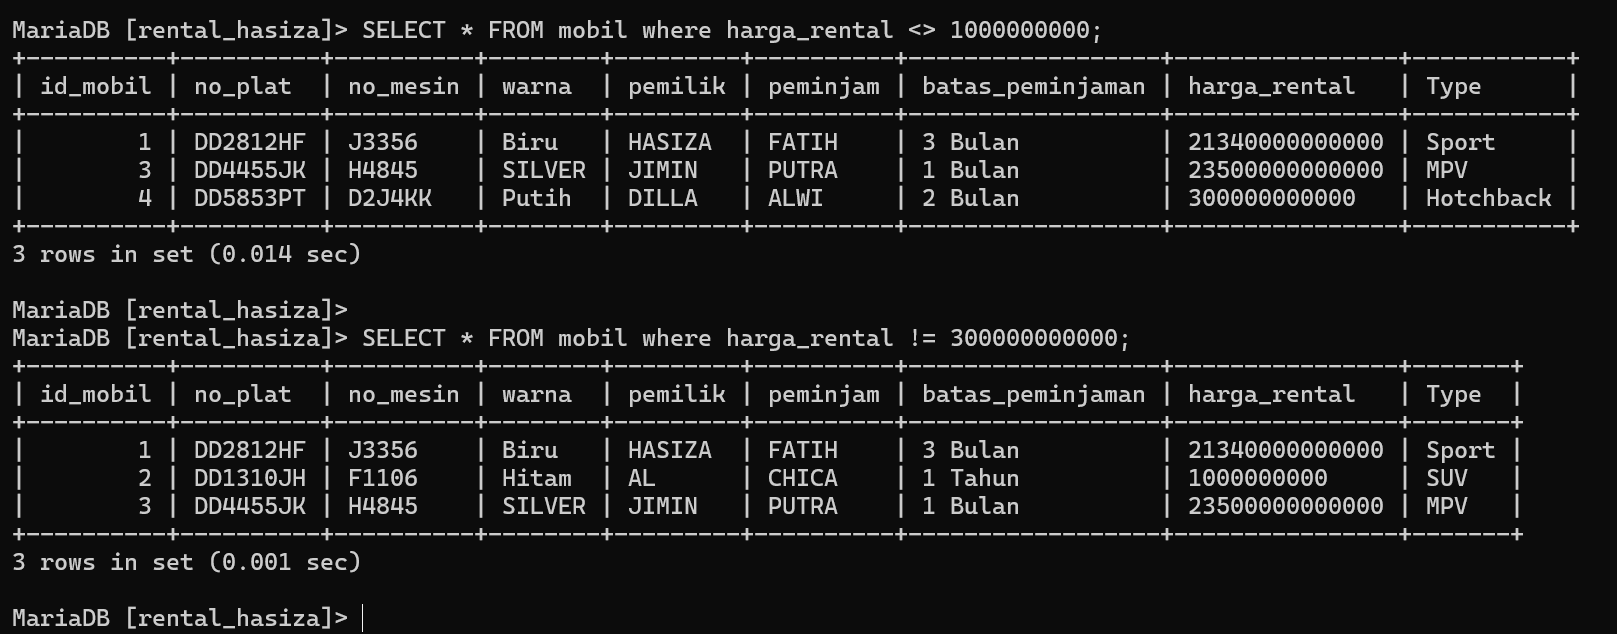 MariaDB [rental_hasiza]> SELECT * FROM mobil where harga_rental <> 1000000000;
+----------+----------+----------+--------+---------+----------+------------------+----------------+-----------+
| id_mobil | no_plat  | no_mesin | warna  | pemilik | peminjam | batas_peminjaman | harga_rental   | Type      |
+----------+----------+----------+--------+---------+----------+------------------+----------------+-----------+
|        1 | DD2812HF | J3356    | Biru   | HASIZA  | FATIH    | 3 Bulan          | 21340000000000 | Sport     |
|        3 | DD4455JK | H4845    | SILVER | JIMIN   | PUTRA    | 1 Bulan          | 23500000000000 | MPV       |
|        4 | DD5853PT | D2J4KK   | Putih  | DILLA   | ALWI     | 2 Bulan          | 300000000000   | Hotchback |
+----------+----------+----------+--------+---------+----------+------------------+----------------+-----------+
3 rows in set (0.014 sec)
MariaDB [rental_hasiza]>
MariaDB [rental_hasiza]> SELECT * FROM mobil where harga_rental != 300000000000;
+----------+----------+----------+--------+---------+----------+------------------+----------------+-------+
| id_mobil | no_plat  | no_mesin | warna  | pemilik | peminjam | batas_peminjaman | harga_rental   | Type  |
+----------+----------+----------+--------+---------+----------+------------------+----------------+-------+
|        1 | DD2812HF | J3356    | Biru   | HASIZA  | FATIH    | 3 Bulan          | 21340000000000 | Sport |
|        2 | DD1310JH | F1106    | Hitam  | AL      | CHICA    | 1 Tahun          | 1000000000     | SUV   |
|        3 | DD4455JK | H4845    | SILVER | JIMIN   | PUTRA    | 1 Bulan          | 23500000000000 | MPV   |
+----------+----------+----------+--------+---------+----------+------------------+----------------+-------+
3 rows in set (0.001 sec)
MariaDB [rental_hasiza]>